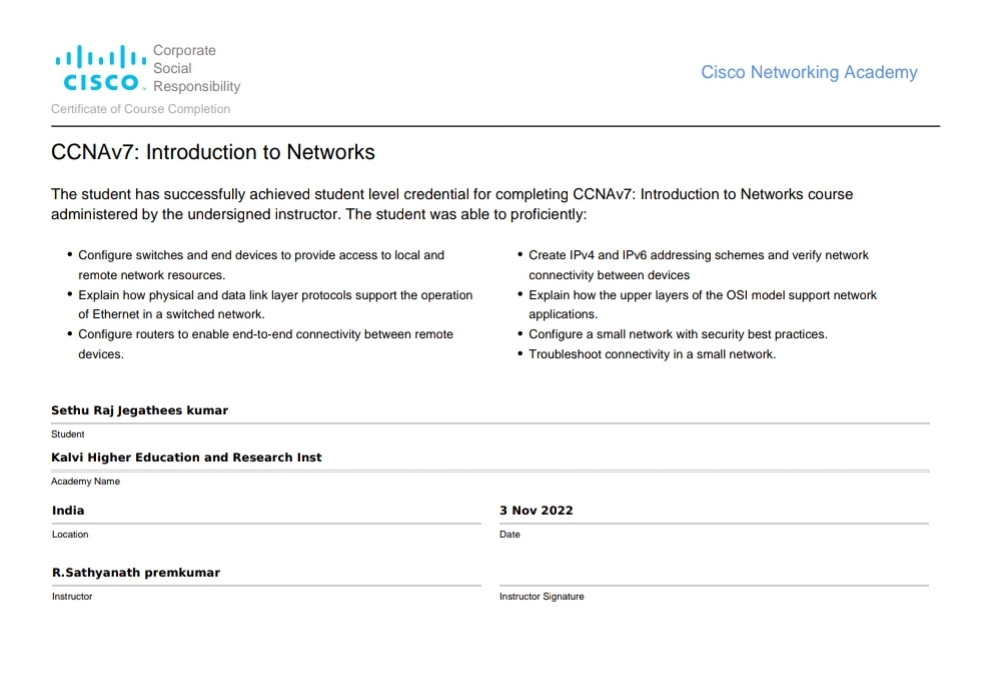 Corporate
Social
CISCO Responsibility
Cisco Networking Academy
Certificate of Course Completion
CCNAv7: Introduction to Networks
The student has successfully achieved student level credential for completing CCNAv7: Introduction to Networks course
administered by the undersigned instructor. The student was able to proficiently:
• Configure switches and end devices to provide access to local and
remote network resources.
• Explain how physical and data link layer protocols support the operation
of Ethernet in a switched network.
• Configure routers to enable end-to-end connectivity between remote
devices.
• Create IPv4 and IPv6 addressing schemes and verify network
connectivity between devices
• Explain how the upper layers of the OSI model support network
applications.
• Configure a small network with security best practices.
• Troubleshoot connectivity in a small network.
Sethu Raj Jegathees kumar
Student
Kalvi Higher Education and Research Inst
Academy Name
India
Location
3 Nov 2022
Date
R.Sathyanath premkumar
Instructor
Instructor Signature